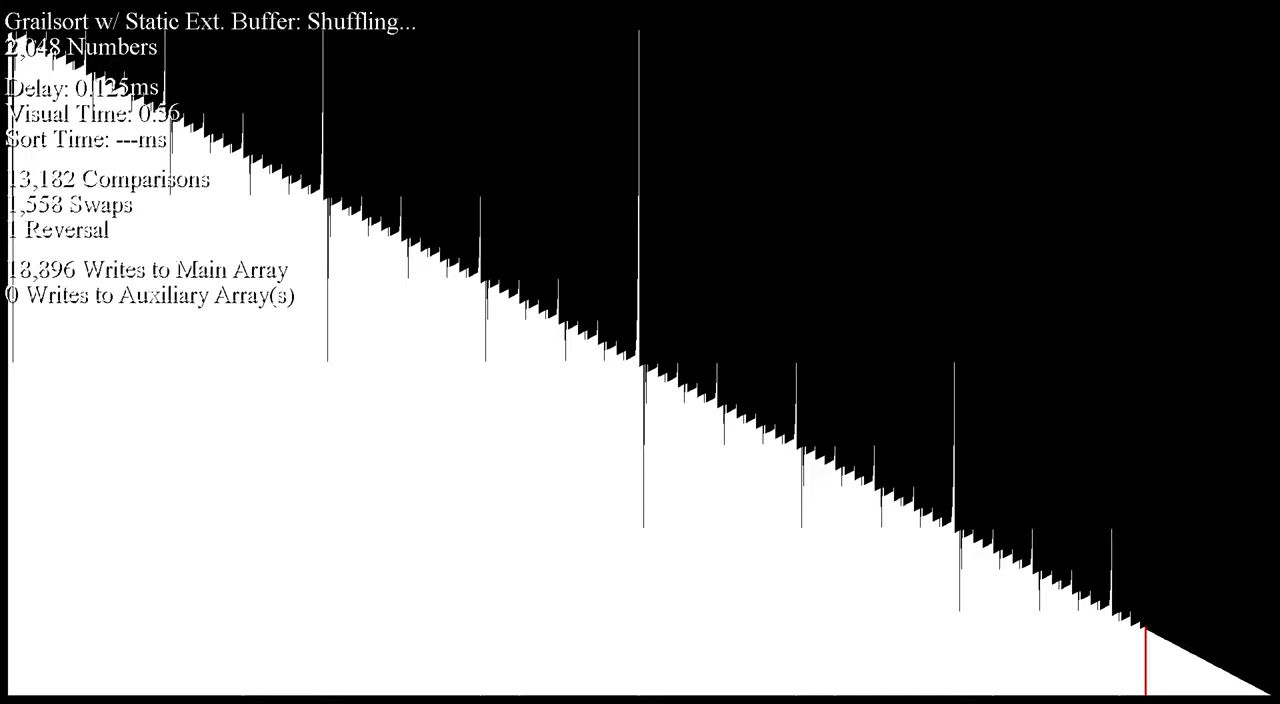 Grailsort w/ Static Ext. Buffer: Shuffling...
2,048 Numbers
Delay: 0.125ms
Visual Time: 0:56
Sort Time: ---ms
13,182 Comparisons
1,558 Swaps
1 Reversal
18,896 Writes to Main Array
0 Writes to Auxiliary Array(s)